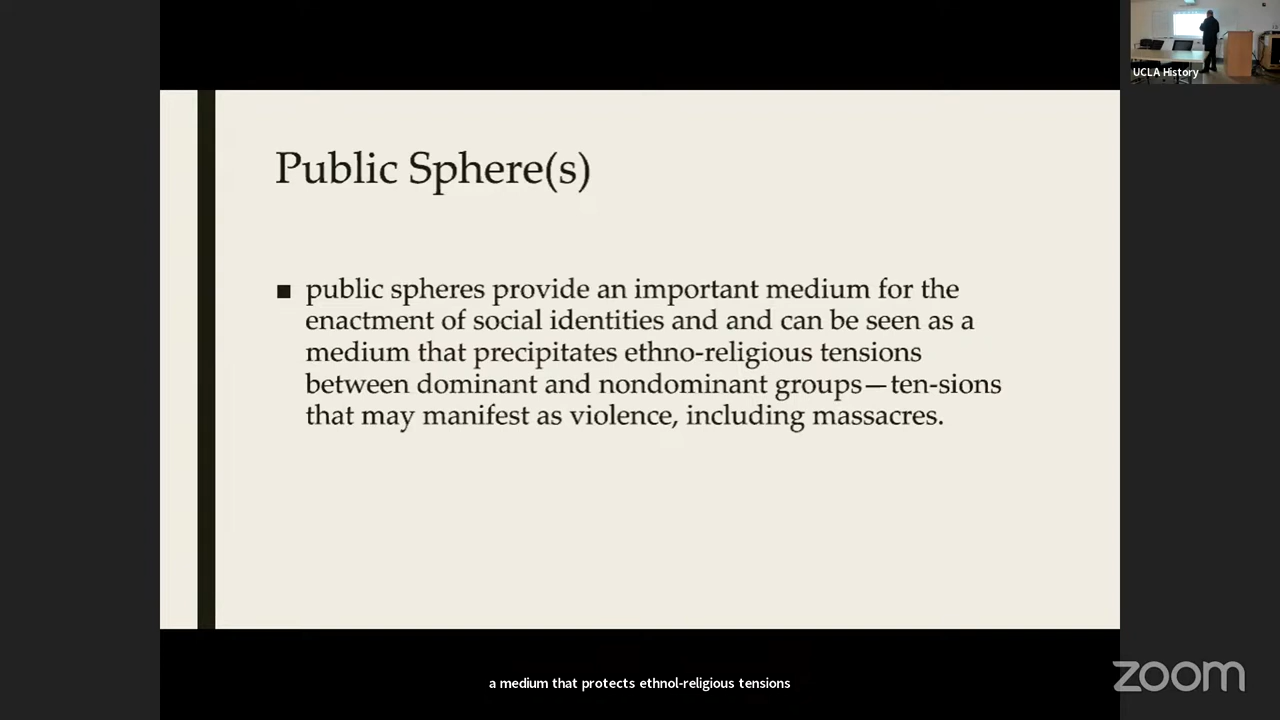 UCLA History
Public Sphere(s)
■ public spheres provide an important medium for the
enactment of social identities and and can be seen as a
medium that precipitates ethno-religious tensions
between dominant and nondominant groups—ten-sions
that may manifest as violence, including massacres.
a medium that protects ethnol-religious tensions
zoom